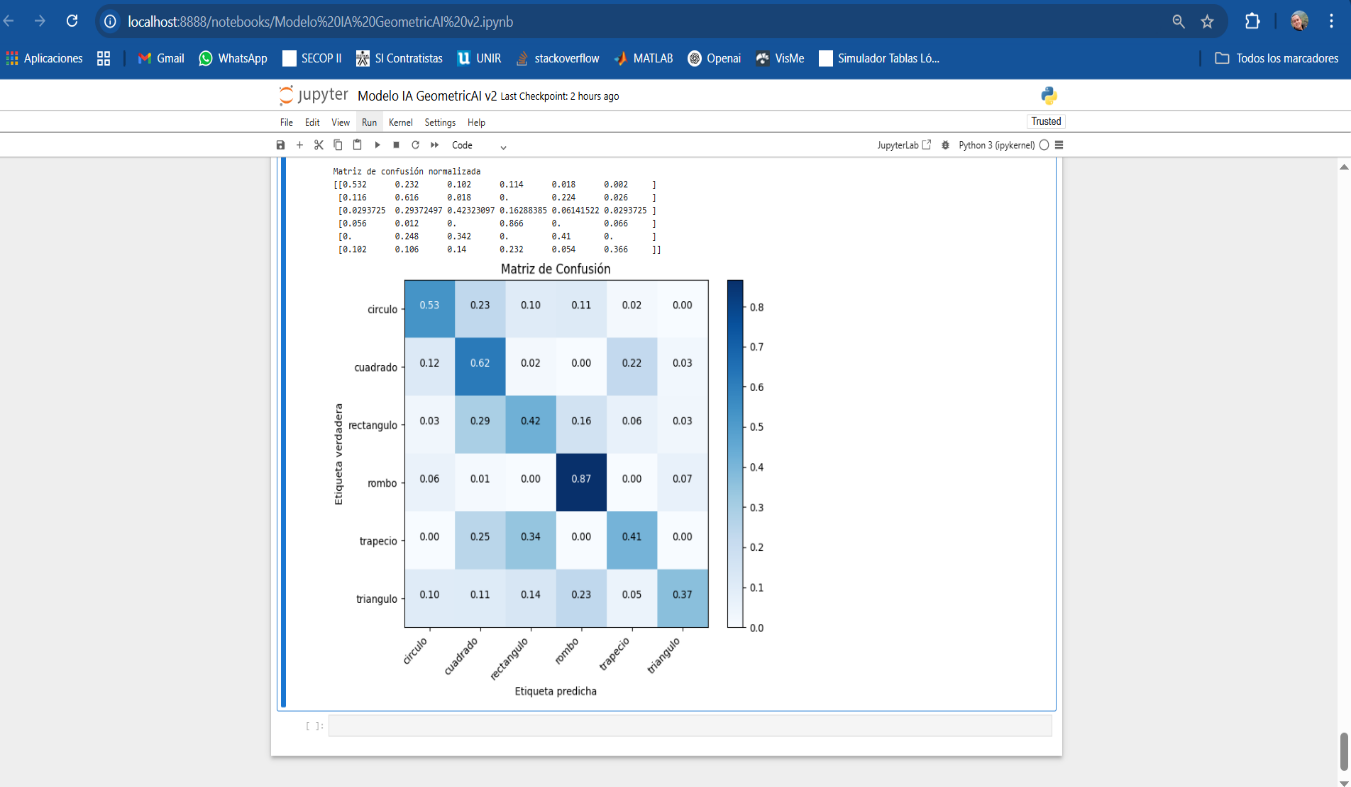 localhost:8888/notebooks/Modelo%20IA%20GeometricAI%20v2.ipynb
Aplicaciones Gmail WhatsApp SECOP II SI Contratistas UNIR stackoverflow MATLAB Openai VisMe Simulador Tablas Ló... Todos los marcadores
jupyter Modelo IA GeometricAI v2 Last Checkpoint: 2 hours ago
File Edit View Run Kernel Settings Help Trusted
Code JupyterLab Python 3 (ipykernel)
Matriz de confusión normalizada
[[0.532 0.232 0.102 0.114 0.018 0.002 ]
[0.116 0.616 0.018 0. 0.224 0.026 ]
[0.0293725 0.29372497 0.42323097 0.16288385 0.06141522 0.0293725 ]
[0.056 0.012 0. 0.866 0. 0.066 ]
[0. 0.248 0.342 0. 0.41 0. ]
[0.102 0.106 0.14 0.232 0.054 0.366 ]]
Matriz de Confusión
circulo 0.53 0.23 0.10 0.11 0.02 0.00
cuadrado 0.12 0.62 0.02 0.00 0.22 0.03
rectangulo 0.03 0.29 0.42 0.16 0.06 0.03
rombo 0.06 0.01 0.00 0.87 0.00 0.07
trapecio 0.00 0.25 0.34 0.00 0.41 0.00
triangulo 0.10 0.11 0.14 0.23 0.05 0.37
Etiqueta verdadera
circulo cuadrado rectangulo rombo trapecio triangulo
Etiqueta predicha
0.8
0.7
0.6
0.5
0.4
0.3
0.2
0.1
0.0
[ ]: